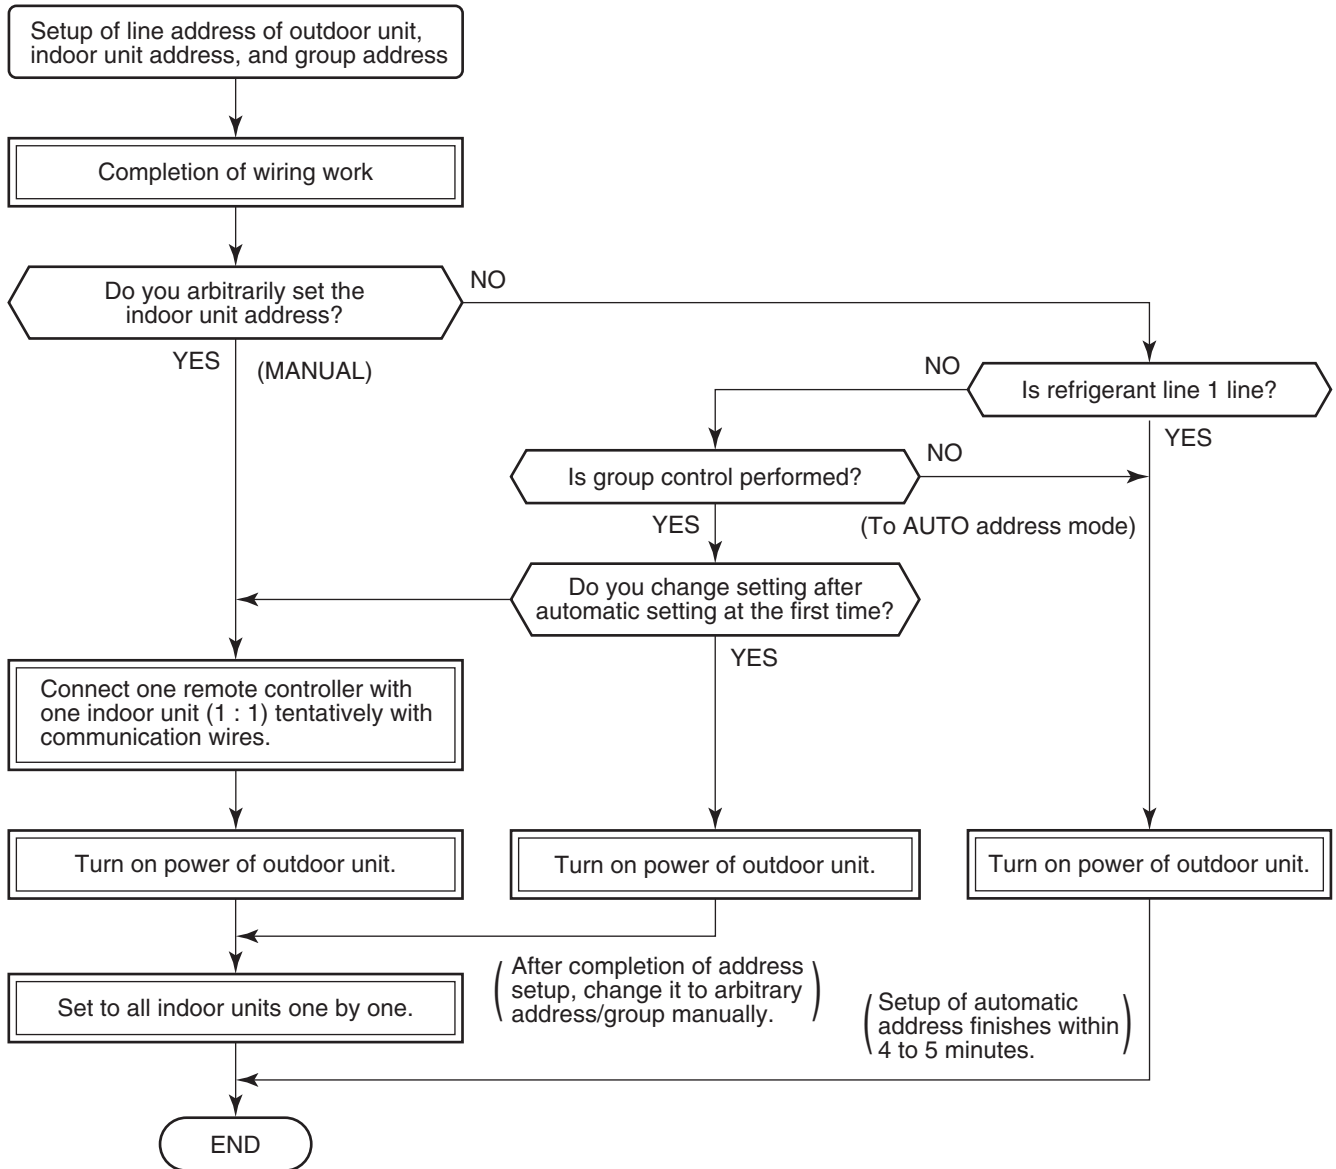 Setup of line address of outdoor unit,
indoor unit address, and group address
Completion of wiring work
Do you arbitrarily set the
indoor unit address?
NO
YES
(MANUAL)
NO
Is refrigerant line 1 line?
YES
Is group control performed?
NO
YES
(To AUTO address mode)
Do you change setting after
automatic setting at the first time?
YES
Connect one remote controller with
one indoor unit (1 : 1) tentatively with
communication wires.
Turn on power of outdoor unit.
Turn on power of outdoor unit.
Turn on power of outdoor unit.
(After completion of address
setup, change it to arbitrary
address/group manually.)
Set to all indoor units one by one.
(Setup of automatic
address finishes within
4 to 5 minutes.)
END